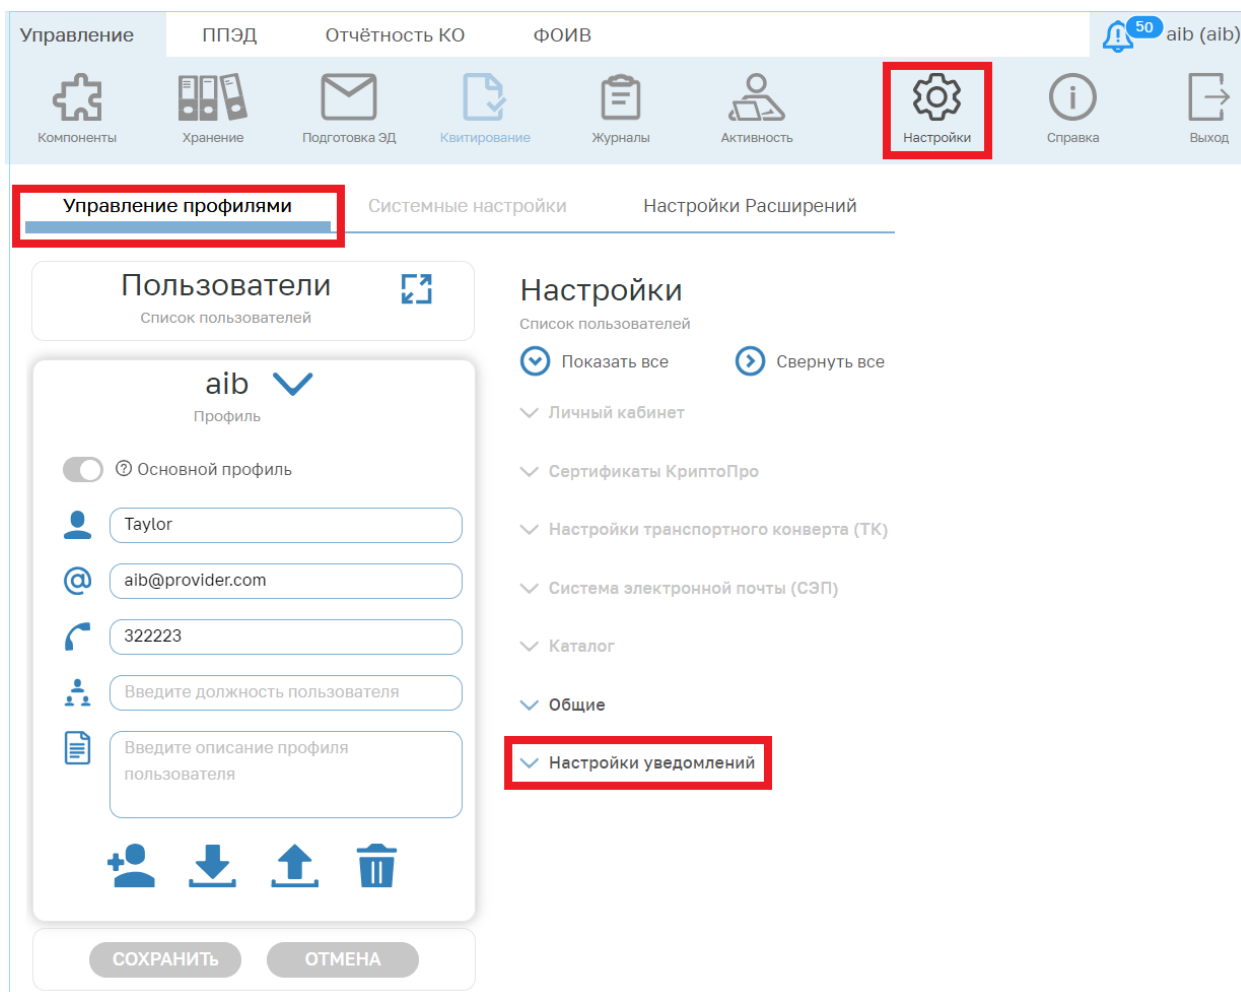 Управление ППЭД Отчётность КО ФОИВ 50 aib (aib)
Компоненты Хранение Подготовка ЭД Квитирование Журналы Активность Настройки Справка Выход
Управление профилями Системные настройки Настройки Расширений
Пользователи
Список пользователей
aib
Профиль
Основной профиль
Taylor
aib@provider.com
322223
Введите должность пользователя
Введите описание профиля
пользователя
СОХРАНИТЬ ОТМЕНА
Настройки
Список пользователей
Показать все Свернуть все
Личный кабинет
Сертификаты КриптоПро
Настройки транспортного конверта (ТК)
Система электронной почты (СЭП)
Каталог
Общие
Настройки уведомлений